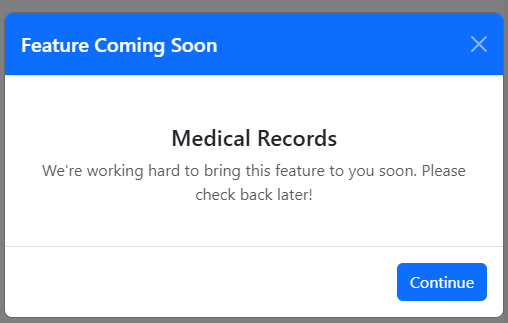 Feature Coming Soon
Medical Records
We're working hard to bring this feature to you soon. Please
check back later!
Continue